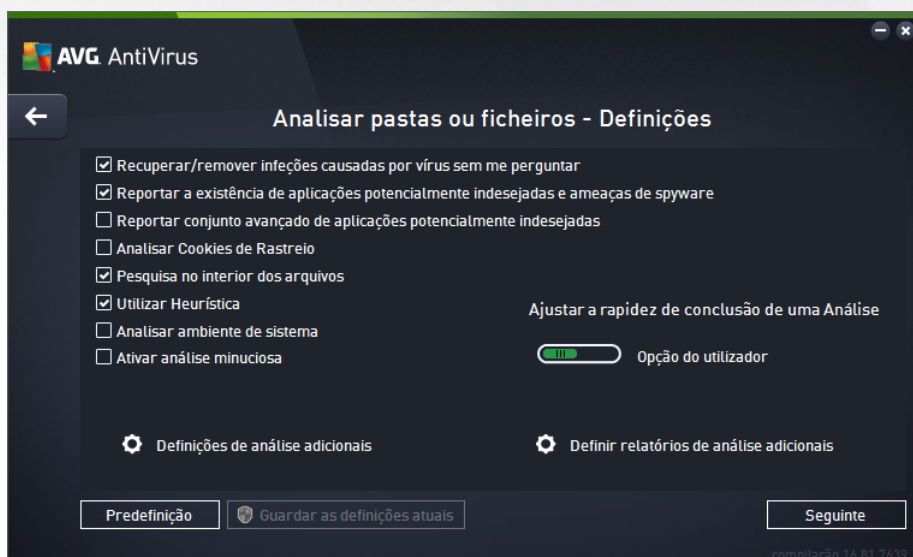 AVG AntiVirus
Analisar pastas ou ficheiros - Definições
Recuperar/remover infeções causadas por vírus sem me perguntar
Reportar a existência de aplicações potencialmente indesejadas e ameaças de spyware
Reportar conjunto avançado de aplicações potencialmente indesejadas
Analisar Cookies de Rastreio
Pesquisa no interior dos arquivos
Utilizar Heurística
Analisar ambiente de sistema
Ativar análise minuciosa
Ajustar a rapidez de conclusão de uma Análise
Opção do utilizador
Definições de análise adicionais
Definir relatórios de análise adicionais
Predefinição
Guardar as definições atuais
Seguinte
compilação 16.81.7639